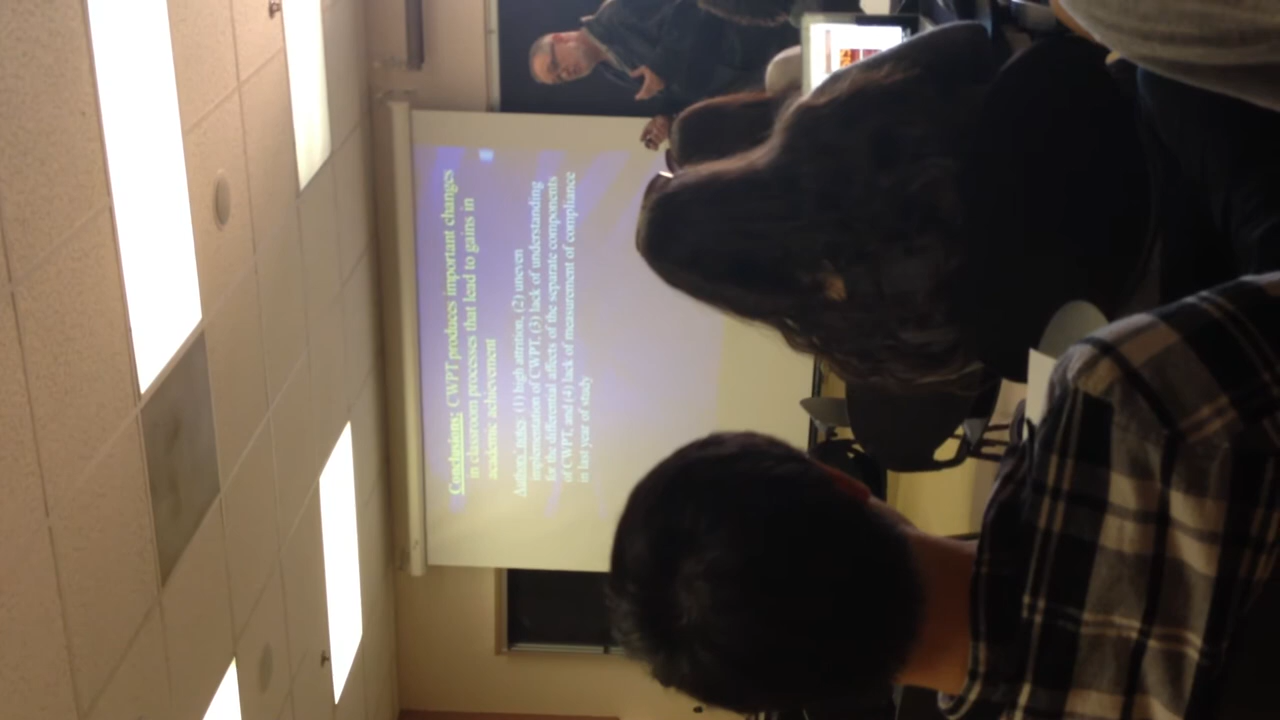 Conclusions: CWPT produces important changes
in classroom processes that lead to gains in
academic achievement
(1) high attrition, (2) uneven
implementation of CWPT, (3) lack of understanding
for the differential affects of the separate components
of CWPT, and (4) lack of measurement of compliance
in last year of study